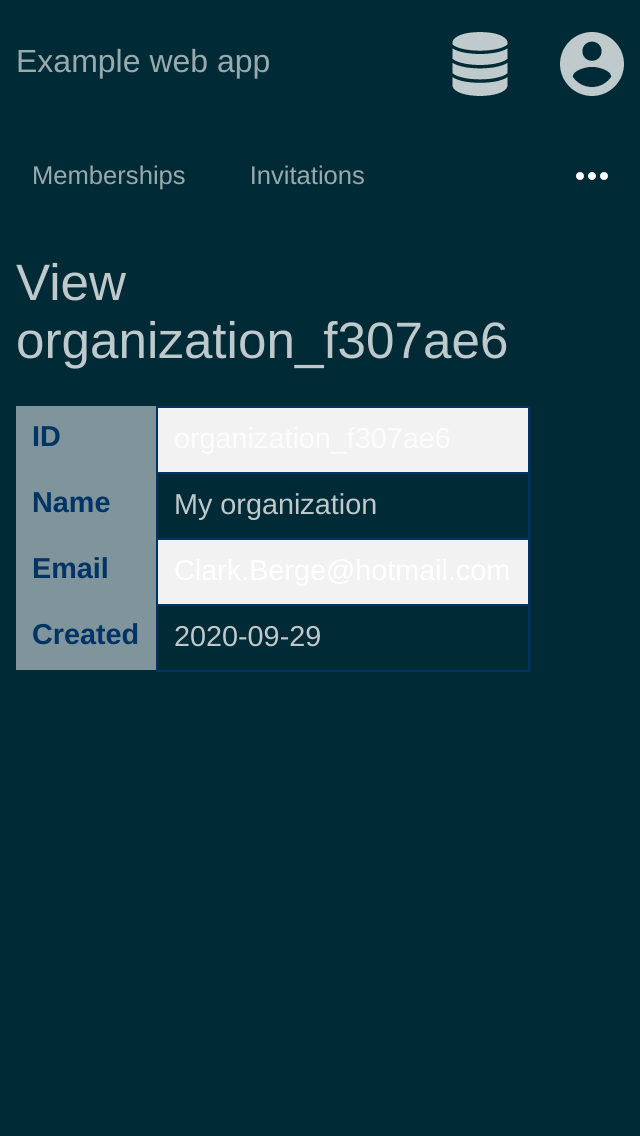 Example web app
Memberships Invitations
View
organization_f307ae6
ID organization_f307ae6
Name My organization
Email Clark.Berge@hotmail.com
Created 2020-09-29